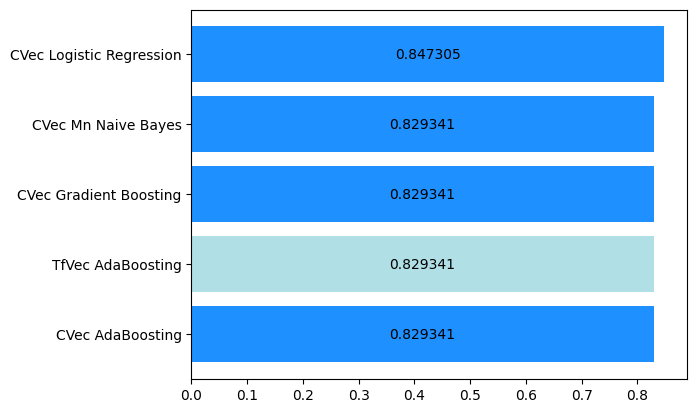 CVec Logistic Regression
0.847305
CVec Mn Naive Bayes
0.829341
CVec Gradient Boosting
0.829341
TfVec AdaBoosting
0.829341
CVec AdaBoosting
0.829341
0.0 0.1 0.2 0.3 0.4 0.5 0.6 0.7 0.8